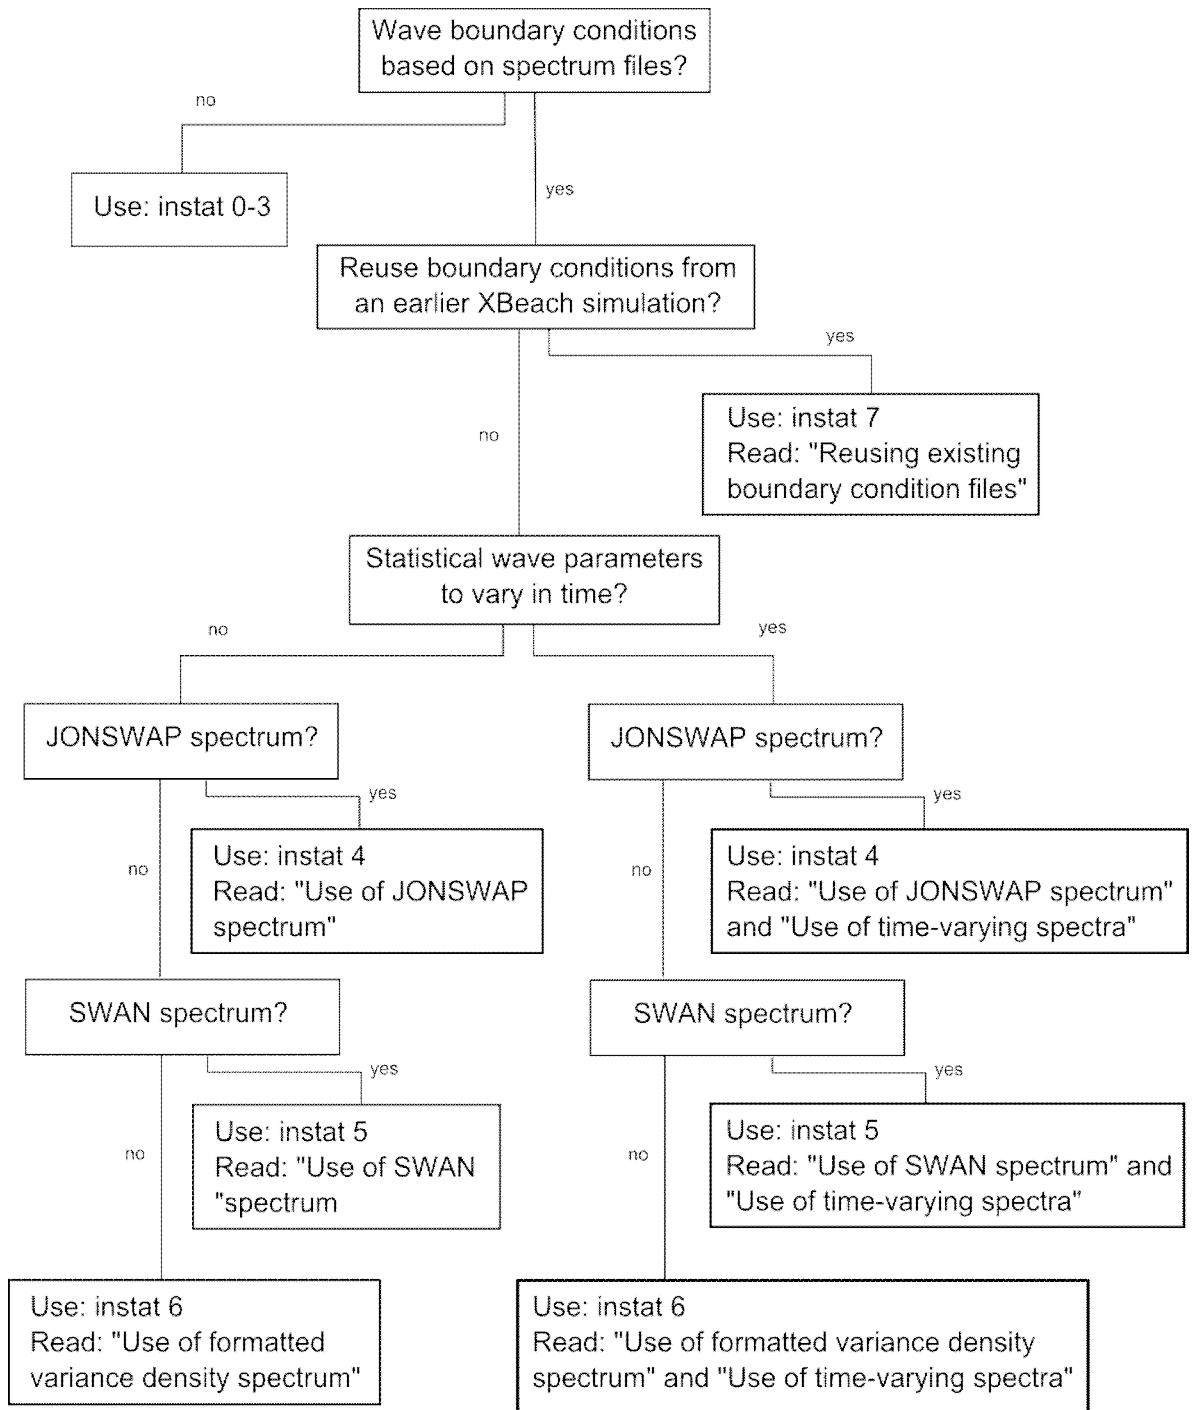 Wave boundary conditions
based on spectrum files?
no
yes
Use: instat 0-3
Reuse boundary conditions from
an earlier XBeach simulation?
yes
no
Use: instat 7
Read: "Reusing existing
boundary condition files"
Statistical wave parameters
to vary in time?
no
yes
JONSWAP spectrum?
JONSWAP spectrum?
yes
yes
no
no
Use: instat 4
Read: "Use of JONSWAP
spectrum"
Use: instat 4
Read: "Use of JONSWAP spectrum"
and "Use of time-varying spectra"
SWAN spectrum?
SWAN spectrum?
yes
yes
no
no
Use: instat 5
Read: "Use of SWAN
"spectrum
Use: instat 5
Read: "Use of SWAN spectrum" and
"Use of time-varying spectra"
Use: instat 6
Read: "Use of formatted
variance density spectrum"
Use: instat 6
Read: "Use of formatted variance density
spectrum" and "Use of time-varying spectra"